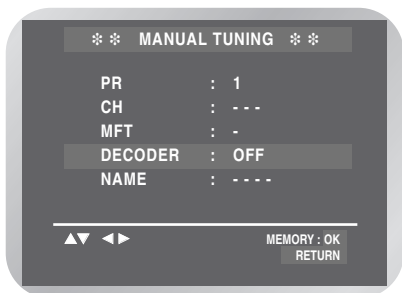 ❇ ❇ MANUAL TUNING ❇ ❇
PR : 1
CH : - - -
MFT : -
DECODER : OFF
NAME : - - - -
▲▼ ◀▶ MEMORY : OK
RETURN